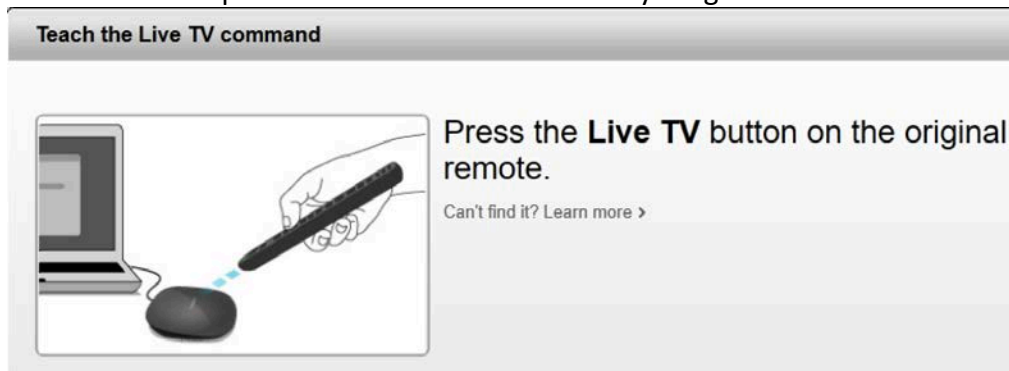 Teach the Live TV command
Press the Live TV button on the original
remote.
Can't find it? Learn more >